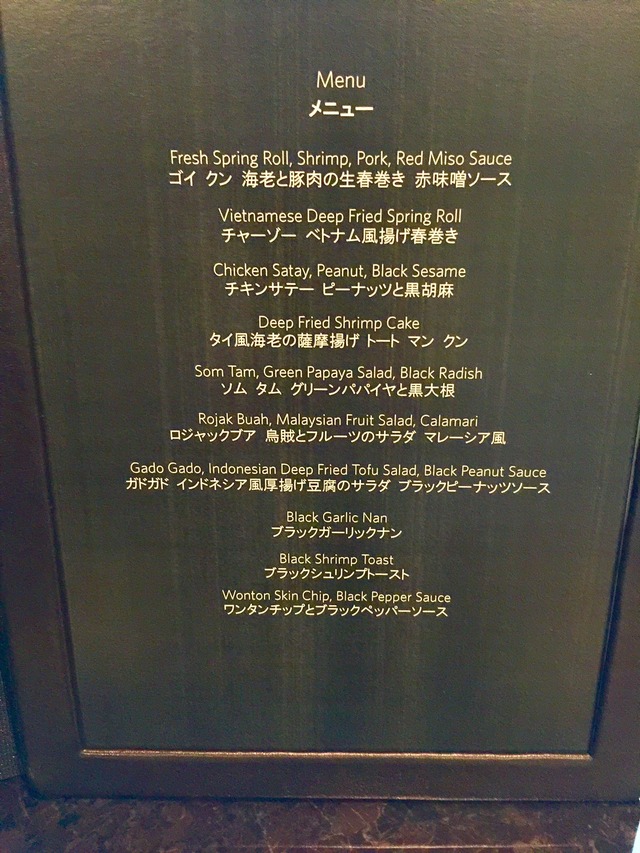 Menu
メニュー
Fresh Spring Roll, Shrimp, Pork, Red Miso Sauce
ゴイ クン 海老と豚肉の生春巻き 赤味噌ソース
Vietnamese Deep Fried Spring Roll
チャーゾー ベトナム風揚げ春巻き
Chicken Satay, Peanut, Black Sesame
チキンサテー ピーナッツと黒胡麻
Deep Fried Shrimp Cake
タイ風海老の薩摩揚げ トート マン クン
Som Tam, Green Papaya Salad, Black Radish
ソム タム グリーンパパイヤと黒大根
Rojak Buah, Malaysian Fruit Salad, Calamari
ロジャックブア 烏賊とフルーツのサラダ マレーシア風
Gado Gado, Indonesian Deep Fried Tofu Salad, Black Peanut Sauce
ガドガド インドネシア風厚揚げ豆腐のサラダ ブラックピーナッツソース
Black Garlic Nan
ブラックガーリックナン
Black Shrimp Toast
ブラックシュリンプトースト
Wonton Skin Chip, Black Pepper Sauce
ワンタンチップとブラックペッパーソース